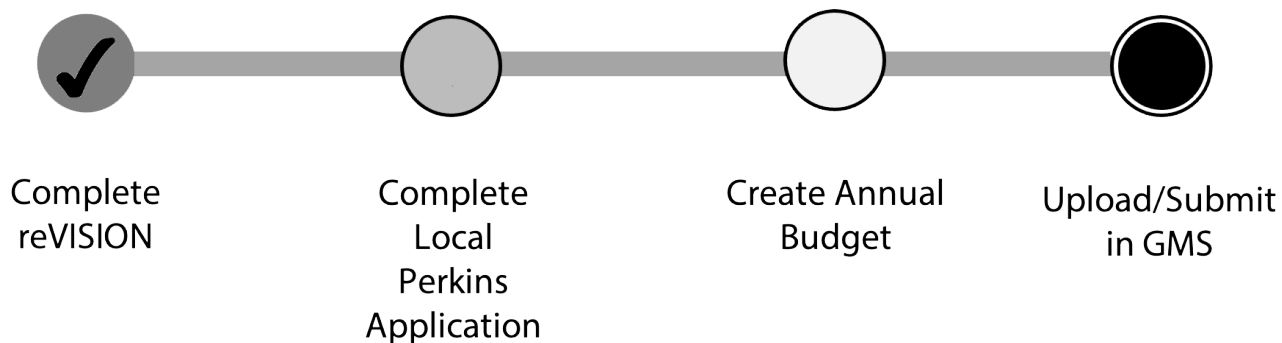 Complete
reVISION
Complete
Local
Perkins
Application
Create Annual
Budget
Upload/Submit
in GMS